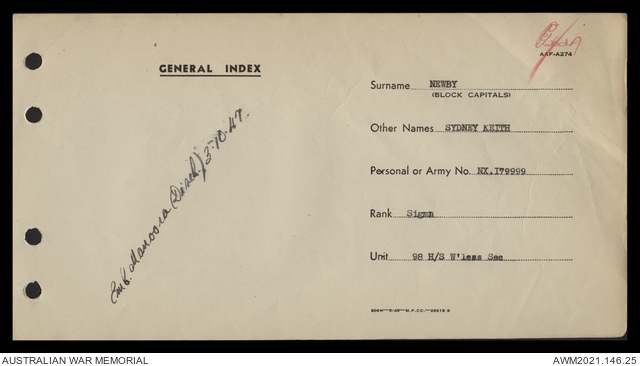 AAF-A274
GENERAL INDEX
Surname NEWBY
(BLOCK CAPITALS)
Other Names SYDNEY KEITH
Personal or Army No. NX.179999
Rank Sigmn
Unit 98 H/S W'less Sec
Emb. Manoora (Disch.) 3-10-47.
AUSTRALIAN WAR MEMORIAL
AWM2021.146.25